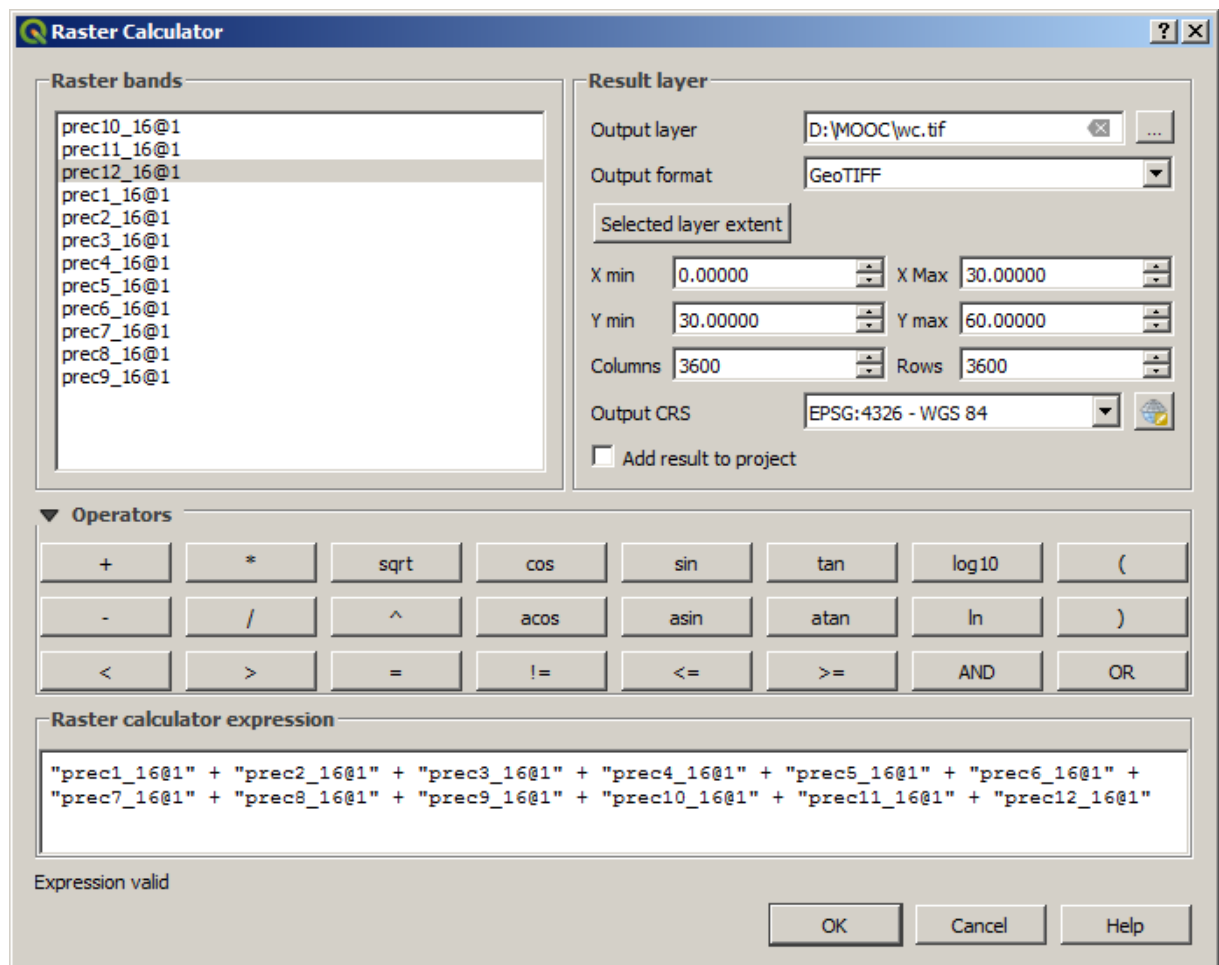 Raster Calculator
Raster bands
prec10_16@1
prec11_16@1
prec12_16@1
prec1_16@1
prec2_16@1
prec3_16@1
prec4_16@1
prec5_16@1
prec6_16@1
prec7_16@1
prec8_16@1
prec9_16@1
Result layer
Output layer D:\MOOC\wc.tif ...
Output format GeoTIFF
Selected layer extent
X min 0.00000 X Max 30.00000
Y min 30.00000 Y max 60.00000
Columns 3600 Rows 3600
Output CRS EPSG:4326 - WGS 84
Add result to project
Operators
+ * sqrt cos sin tan log10 (
- / ^ acos asin atan ln )
< > = != <= >= AND OR
Raster calculator expression
"prec1_16@1" + "prec2_16@1" + "prec3_16@1" + "prec4_16@1" + "prec5_16@1" + "prec6_16@1" +
"prec7_16@1" + "prec8_16@1" + "prec9_16@1" + "prec10_16@1" + "prec11_16@1" + "prec12_16@1"
Expression valid
OK Cancel Help